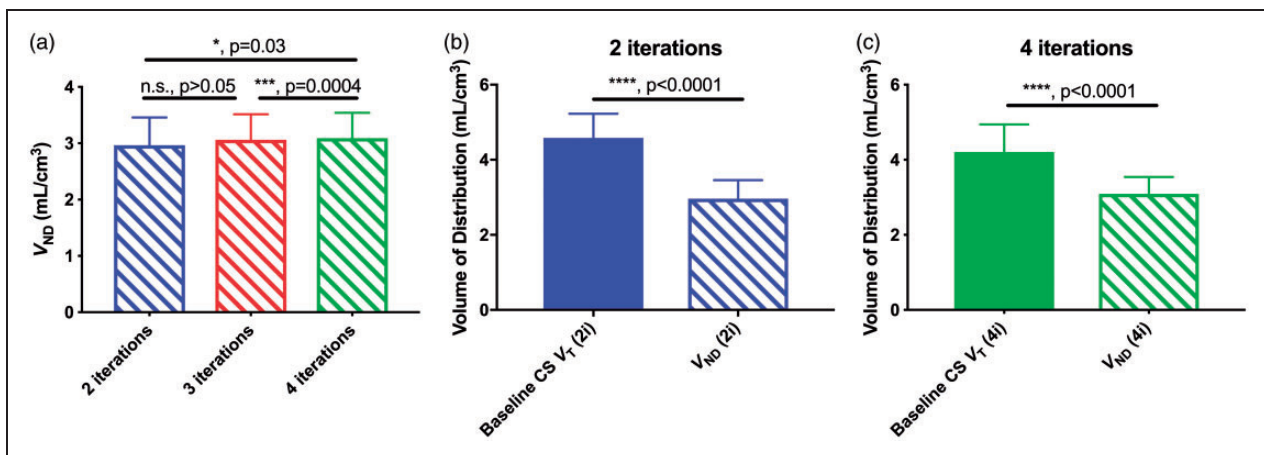 (a)
*, p=0.03
n.s., p>0.05
***, p=0.0004
4
3
2
1
0
VND (mL/cm³)
2 iterations
3 iterations
4 iterations
(b)
2 iterations
****, p<0.0001
6
4
2
0
Volume of Distribution (mL/cm³)
Baseline CS VT (2i)
VND (2i)
(c)
4 iterations
****, p<0.0001
6
4
2
0
Volume of Distribution (mL/cm³)
Baseline CS VT (4i)
VND (4i)